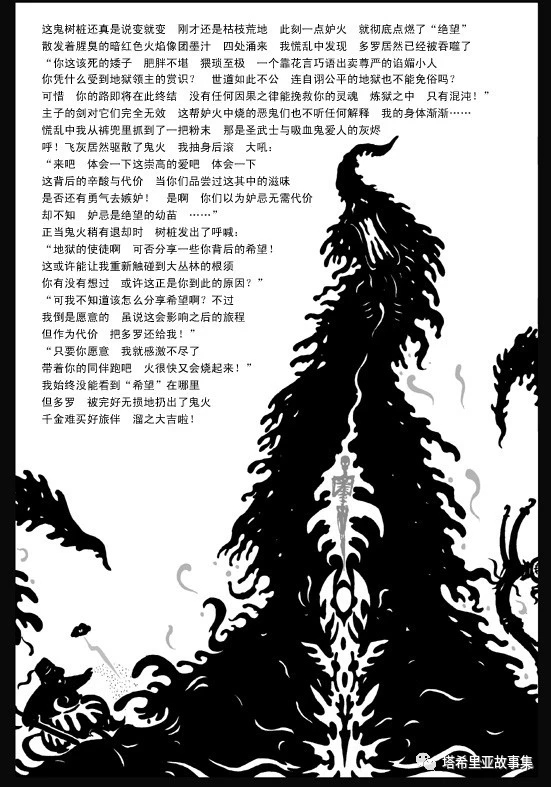 这鬼树桩还真是说变就变　刚才还是枯枝荒地　此刻一点妒火　就彻底点燃了“绝望”
散发着腥臭的暗红色火焰像团墨汁　四处涌来　我慌乱中发现　多罗居然已经被吞噬了
“你这该死的矮子　肥胖不堪　猥琐至极　一个靠花言巧语出卖尊严的谄媚小人
你凭什么受到地狱领主的赏识？　世道如此不公　连自诩公平的地狱也不能免俗吗？
可惜　你的路即将在此终结　没有任何因果之律能挽救你的灵魂　炼狱之中　只有混沌！”
主子的剑对它们完全无效　这帮妒火中烧的恶鬼们也不听任何解释　我的身体渐渐……
慌乱中我从裤兜里抓到了一把粉末　那是圣武士与吸血鬼爱人的灰烬
呼！飞灰居然驱散了鬼火　我抽身后滚　大吼：
“来吧　体会一下这崇高的爱吧　体会一下
这背后的辛酸与代价　当你们品尝过这其中的滋味
是否还有勇气去嫉妒！　是啊　你们以为妒忌无需代价
却不知　妒忌是绝望的幼苗　……”
正当鬼火稍有退却时　树桩发出了呼喊：
“地狱的使徒啊　可否分享一些你背后的希望！
这或许能让我重新触碰到大丛林的根须
你有没有想过　或许这正是你到此的原因？”
“可我不知道该怎么分享希望啊？不过
我倒是愿意的　虽说这会影响之后的旅程
但作为代价　把多罗还给我！”
“只要你愿意　我就感激不尽了
带着你的同伴跑吧　火很快又会烧起来！”
我始终没能看到“希望”在哪里
但多罗　被完好无损地扔出了鬼火
千金难买好旅伴　溜之大吉啦！
塔希里亚故事集